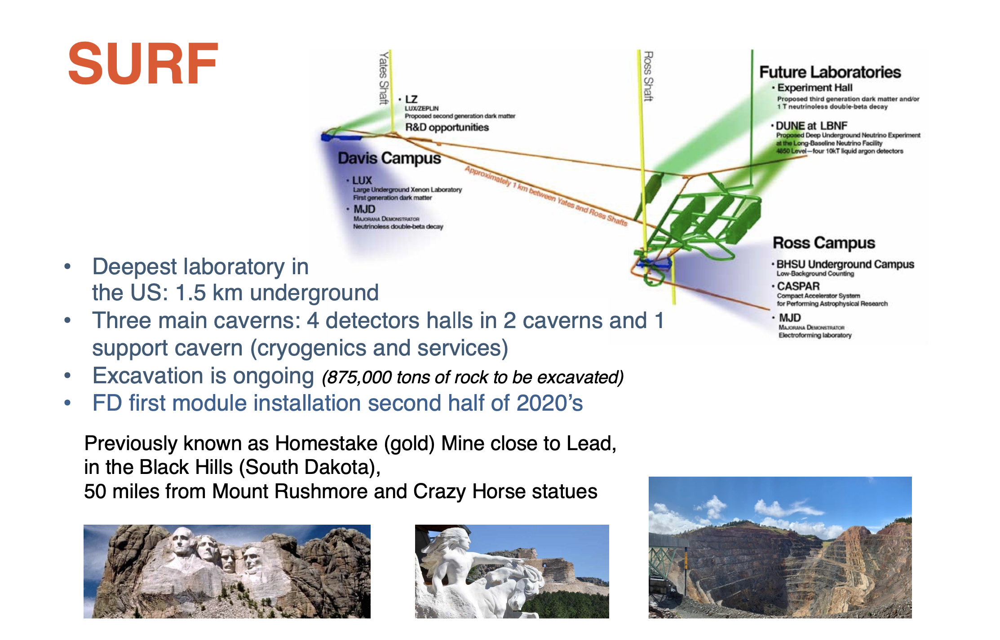 SURF
Yates Shaft
• LZ
LUX/ZEPLIN
Proposed second generation dark matter
R&D opportunities
Davis Campus
• LUX
Large Underground Xenon Laboratory
First generation dark matter
• MJD
MAJORANA DEMONSTRATOR
Neutrinoless double-beta decay
Approximately 1 km between Yates and Ross Shafts
Ross Shaft
Future Laboratories
• Experiment Hall
Proposed third generation dark matter and/or
1 T neutrinoless double-beta decay
• DUNE at LBNF
Proposed Deep Underground Neutrino Experiment
at the Long-Baseline Neutrino Facility
4850 Level—four 10kT liquid argon detectors
Ross Campus
• BHSU Underground Campus
Low-Background Counting
• CASPAR
Compact Accelerator System
for Performing Astrophysical Research
• MJD
MAJORANA DEMONSTRATOR
Electroforming laboratory
• Deepest laboratory in
the US: 1.5 km underground
• Three main caverns: 4 detectors halls in 2 caverns and 1
support cavern (cryogenics and services)
• Excavation is ongoing (875,000 tons of rock to be excavated)
• FD first module installation second half of 2020’s
Previously known as Homestake (gold) Mine close to Lead,
in the Black Hills (South Dakota),
50 miles from Mount Rushmore and Crazy Horse statues